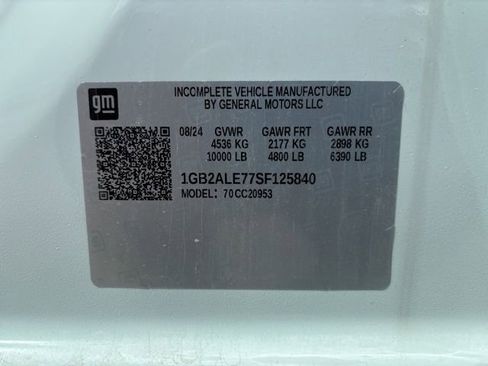 gm
INCOMPLETE VEHICLE MANUFACTURED
BY GENERAL MOTORS LLC
08/24 GVWR GAWR FRT GAWR RR
4536 KG 2177 KG 2898 KG
10000 LB 4800 LB 6390 LB
1GB2ALE77SF125840
MODEL: 70CC20953